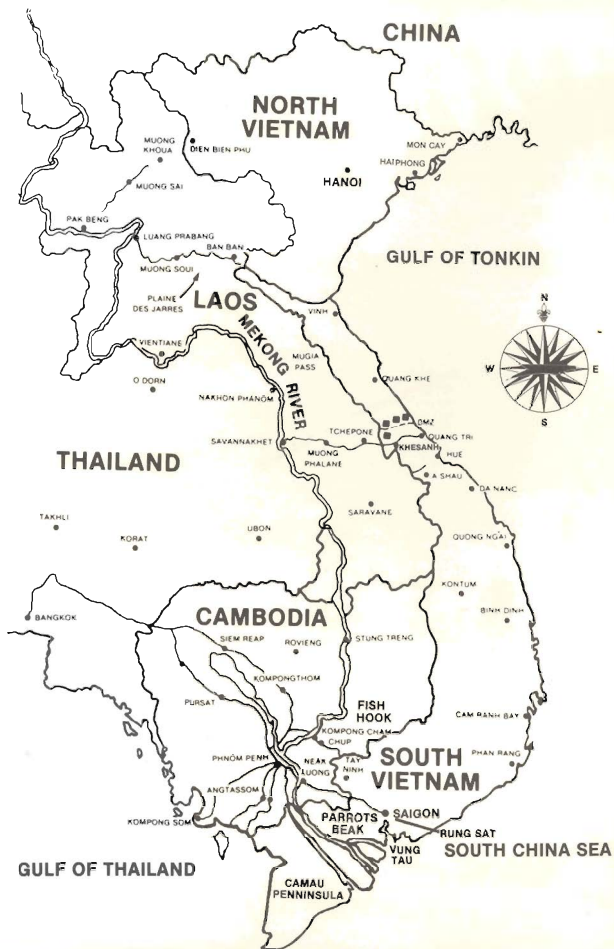 CHINA
NORTH
VIETNAM
MUONG
KHOUA
DIEN BIEN PHU
MON CAY
HAIPHONG
HANOI
MUONG SAI
PAK BENG
LUANG PRABANG
BAN BAN
MUONG SOUI
GULF OF TONKIN
PLAINE
DES JARRES
LAOS
VINH
N
W
E
S
MEKONG RIVER
VIENTIANE
MUGIA
PASS
O DORN
QUANG KHE
NAKHON PHANOM
DMZ
TCHEPONE
QUANG TRI
SAVANNAKHET
KHESANH
HUE
MUONG
PHALANE
THAILAND
A SHAU
DA NANC
SARAVANE
TAKHLI
KORAT
UBON
QUONG NGAI
KONTUM
CAMBODIA
BINH DINH
BANGKOK
SIEM REAP
ROVIENG
STUNG TRENG
KOMPONGTHOM
PURSAT
FISH
HOOK
CAM RANH BAY
KOMPONG CHAM
CHUP
PHNOM PENH
NEAK
LUONG
TAY
NINH
SOUTH
VIETNAM
PHAN RANG
ANGTASSOM
SAIGON
KOMPONG SOM
PARROTS
BEAK
RUNG SAT
VUNG
TAU
SOUTH CHINA SEA
GULF OF THAILAND
CAMAU
PENNINSULA